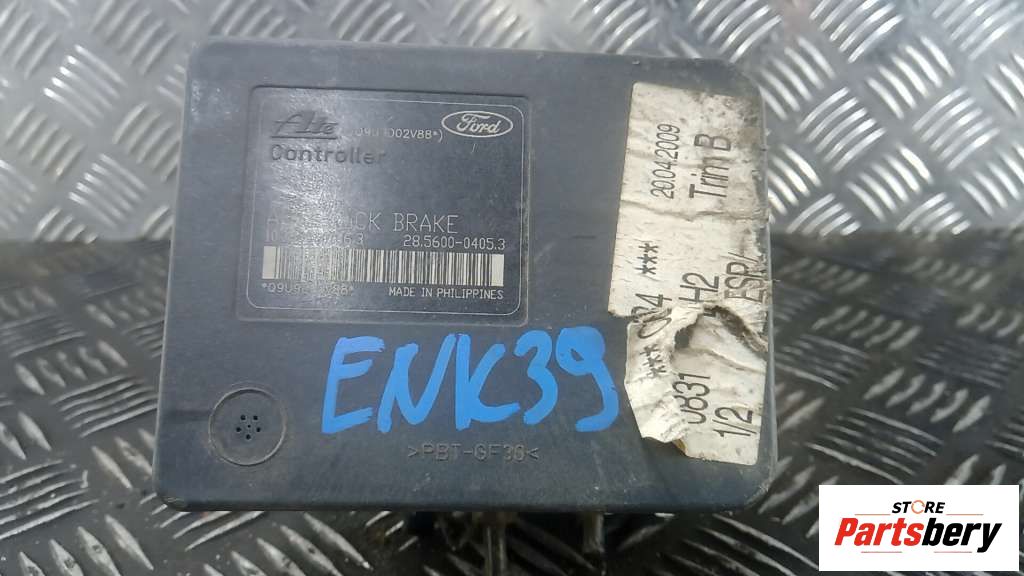 Ate Ford
Controller
BRAKE
28.5600-0405.3
MADE IN PHILIPPINES
ENK39
>PBT-GF30<
20042009
Trim B
***
H2
ESP/
0831
1/2
STORE
Partsbery